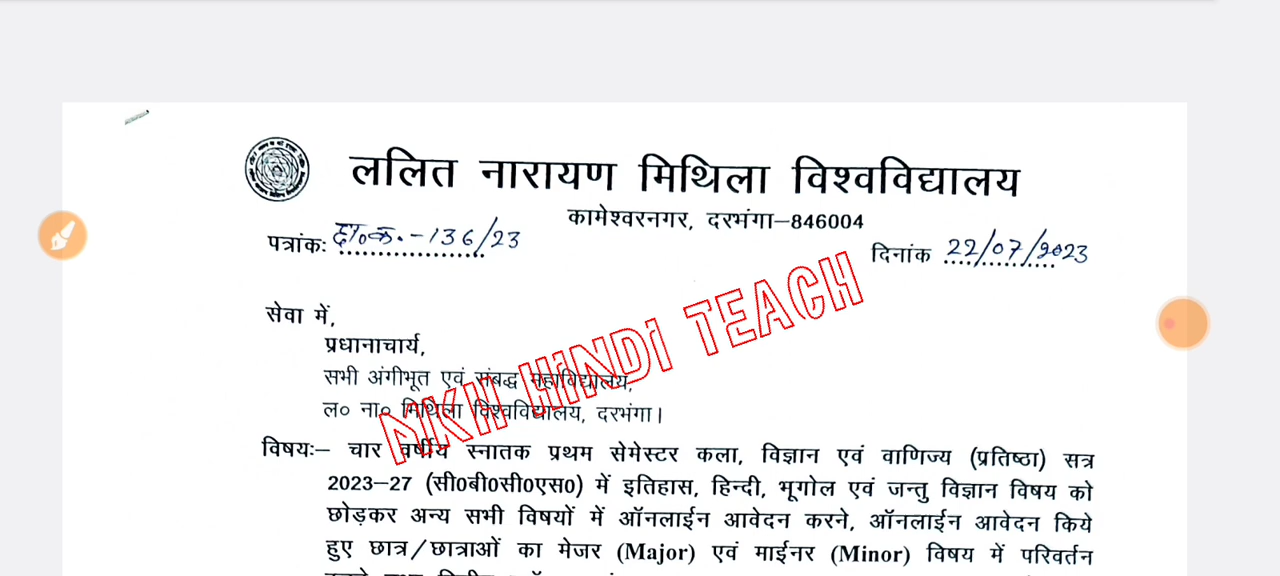 ललित नारायण मिथिला विश्वविद्यालय
कामेश्वरनगर, दरभंगा–846004
पत्रांकः छा०क०-136/23
दिनांक 22/07/2023
सेवा में,
प्रधानाचार्य,
सभी अंगीभूत एवं संबद्ध महाविद्यालय,
ल० ना० मिथिला विश्वविद्यालय, दरभंगा।
NKH HINDI TEACH
विषयः– चार वर्षीय स्नातक प्रथम सेमेस्टर कला, विज्ञान एवं वाणिज्य (प्रतिष्ठा) सत्र
2023–27 (सी0बी0सी0एस0) में इतिहास, हिन्दी, भूगोल एवं जन्तु विज्ञान विषय को
छोड़कर अन्य सभी विषयों में ऑनलाईन आवेदन करने, ऑनलाईन आवेदन किये
हुए छात्र/छात्राओं का मेजर (Major) एवं माईनर (Minor) विषय में परिवर्तन